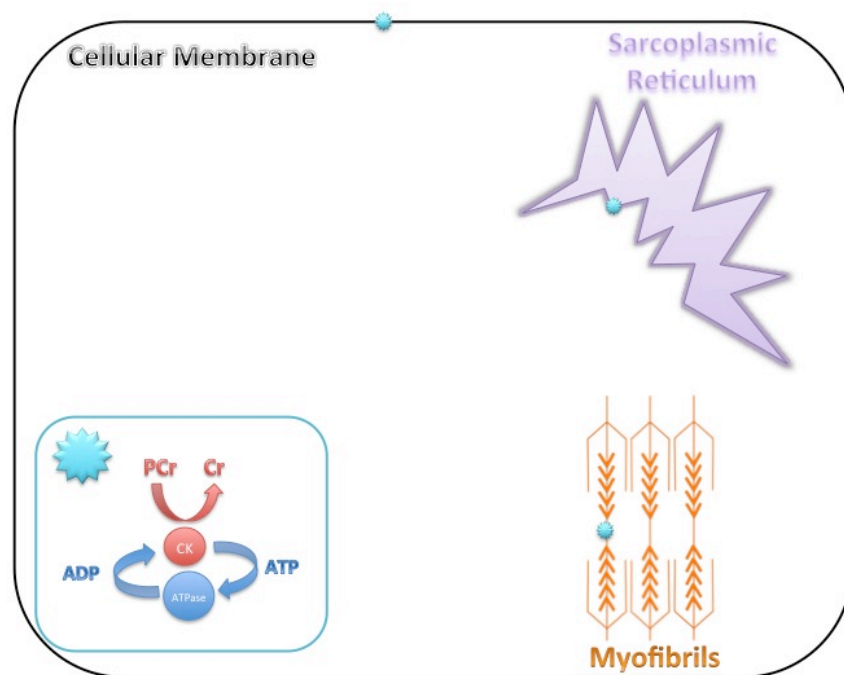 Cellular Membrane
Sarcoplasmic
Reticulum
PCr Cr
CK
ADP ATP
ATPase
Myofibrils